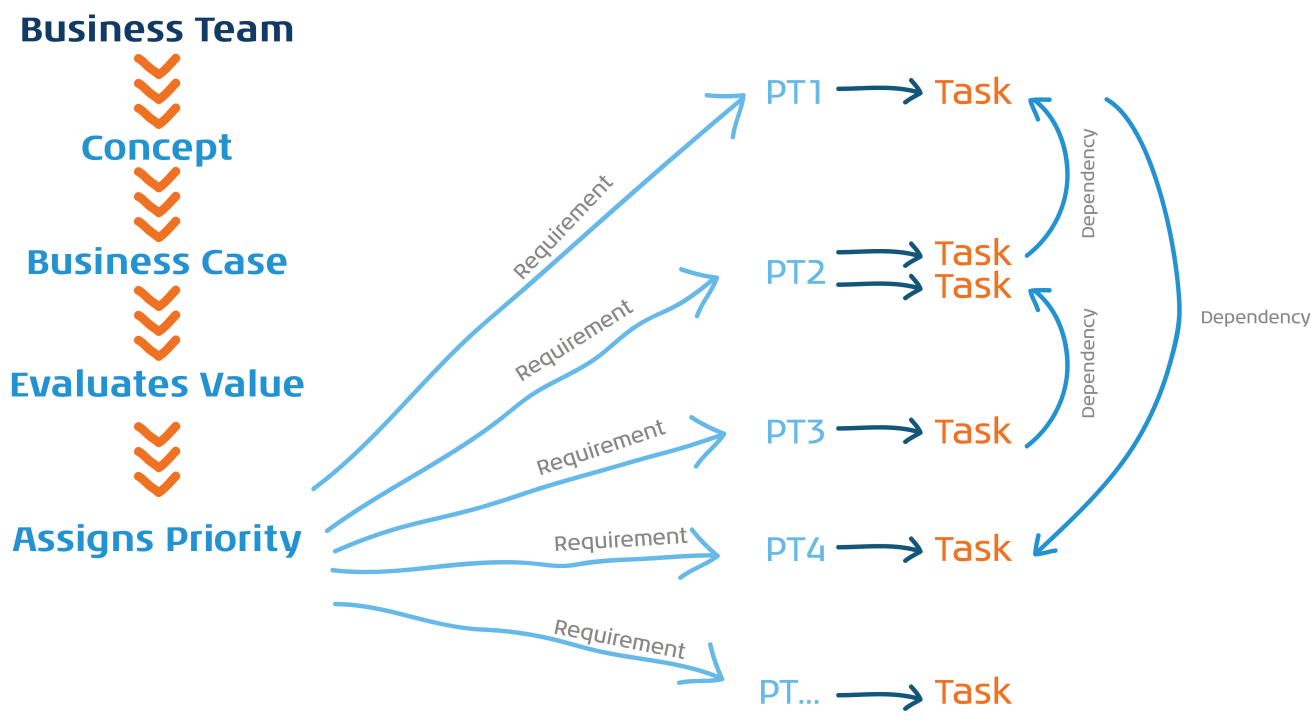 Business Team
Concept
Business Case
Evaluates Value
Assigns Priority
Requirement
Requirement
Requirement
Requirement
Requirement
PT1
Task
PT2
Task
Task
PT3
Task
PT4
Task
PT...
Task
Dependency
Dependency
Dependency